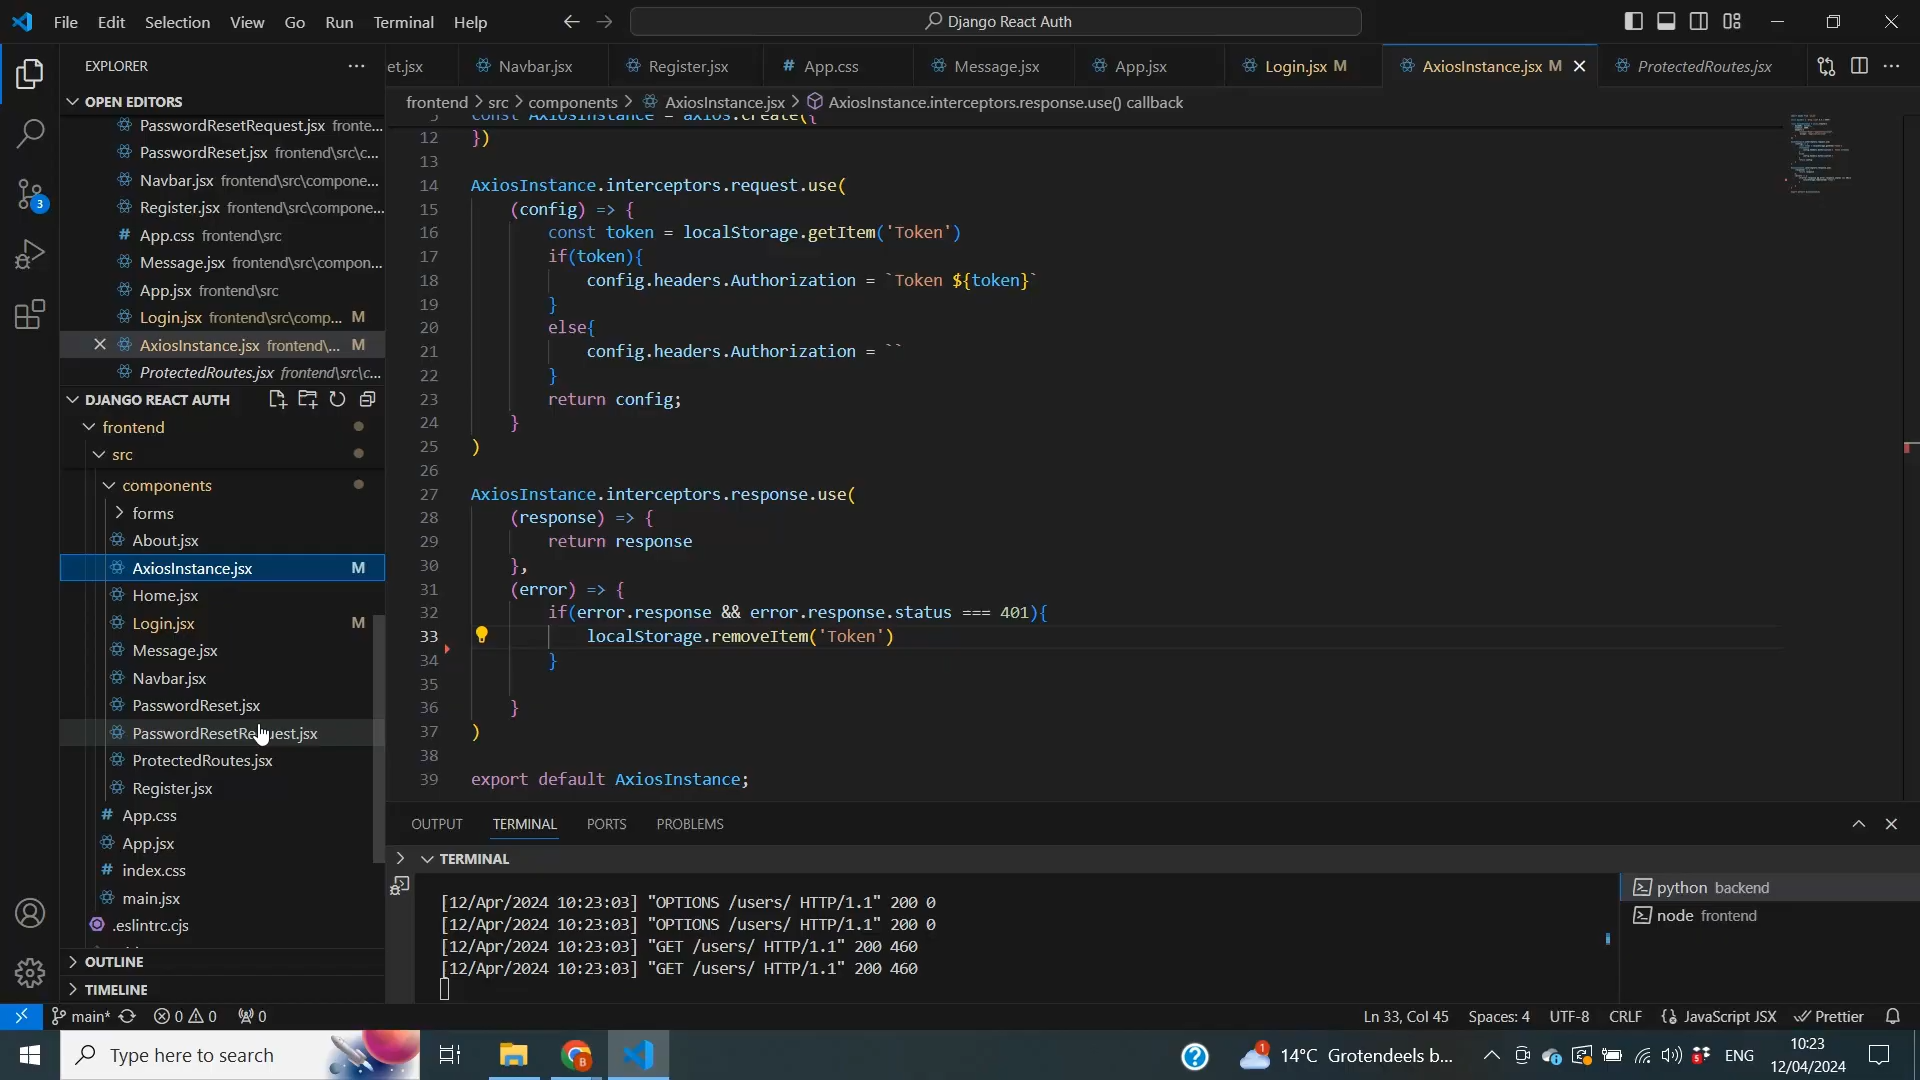 File Edit Selection View Go Run Terminal Help
Django React Auth
EXPLORER
OPEN EDITORS
PasswordResetRequest.jsx fronte...
PasswordReset.jsx frontend\src\c...
Navbar.jsx frontend\src\compone...
Register.jsx frontend\src\compone...
App.css frontend\src
Message.jsx frontend\src\compon...
App.jsx frontend\src
Login.jsx frontend\src\comp... M
AxiosInstance.jsx frontend\... M
ProtectedRoutes.jsx frontend\src\c...
DJANGO REACT AUTH
frontend
src
components
forms
About.jsx
AxiosInstance.jsx M
Home.jsx
Login.jsx M
Message.jsx
Navbar.jsx
PasswordReset.jsx
PasswordResetRequest.jsx
ProtectedRoutes.jsx
Register.jsx
App.css
App.jsx
index.css
main.jsx
.eslintrc.cjs
OUTLINE
TIMELINE
3
et.jsx Navbar.jsx Register.jsx # App.css Message.jsx App.jsx Login.jsx M AxiosInstance.jsx M ProtectedRoutes.jsx
frontend > src > components > AxiosInstance.jsx > AxiosInstance.interceptors.response.use() callback
5 const AxiosInstance = axios.create({
12 })
13
14 AxiosInstance.interceptors.request.use(
15 (config) => {
16 const token = localStorage.getItem('Token')
17 if(token){
18 config.headers.Authorization = `Token ${token}`
19 }
20 else{
21 config.headers.Authorization = ``
22 }
23 return config;
24 }
25 )
26
27 AxiosInstance.interceptors.response.use(
28 (response) => {
29 return response
30 },
31 (error) => {
32 if(error.response && error.response.status === 401){
33 localStorage.removeItem('Token')
34 }
35
36 }
37 )
38
39 export default AxiosInstance;
OUTPUT TERMINAL PORTS PROBLEMS
TERMINAL
[12/Apr/2024 10:23:03] "OPTIONS /users/ HTTP/1.1" 200 0
[12/Apr/2024 10:23:03] "OPTIONS /users/ HTTP/1.1" 200 0
[12/Apr/2024 10:23:03] "GET /users/ HTTP/1.1" 200 460
[12/Apr/2024 10:23:03] "GET /users/ HTTP/1.1" 200 460
python backend
node frontend
main* 0 0 0 Ln 33, Col 45 Spaces: 4 UTF-8 CRLF JavaScript JSX Prettier
Type here to search
1 14°C Grotendeels b... ENG
10:23
12/04/2024